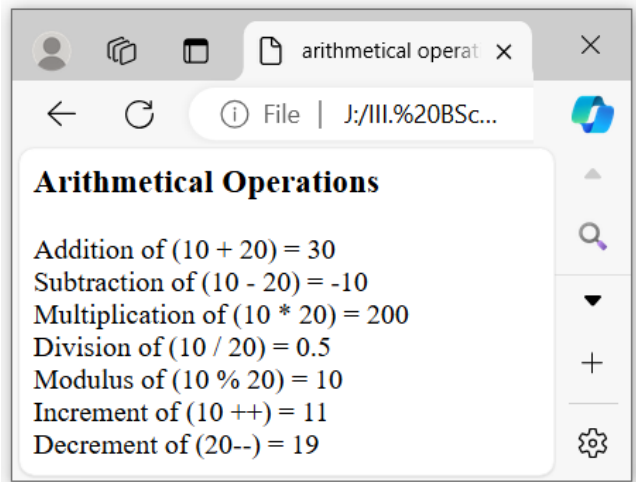 arithmetical operat
File | J:/III.%20BSc...
Arithmetical Operations
Addition of (10 + 20) = 30
Subtraction of (10 - 20) = -10
Multiplication of (10 * 20) = 200
Division of (10 / 20) = 0.5
Modulus of (10 % 20) = 10
Increment of (10 ++) = 11
Decrement of (20--) = 19